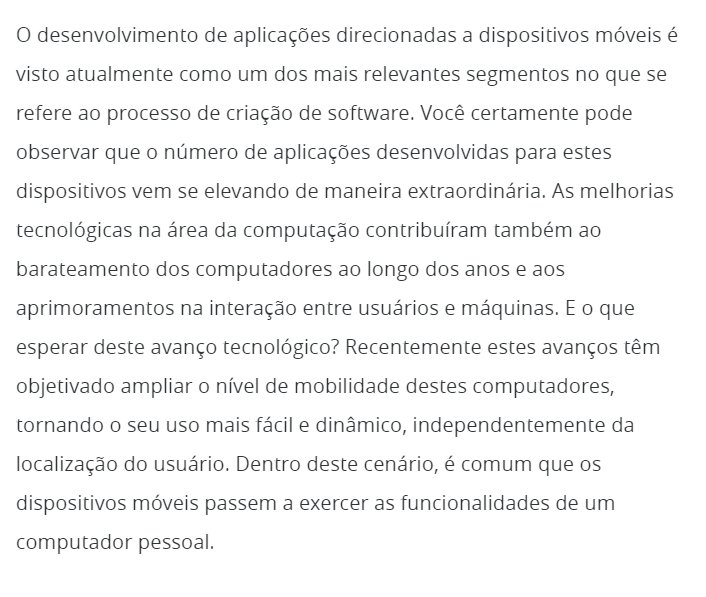 O desenvolvimento de aplicações direcionadas a dispositivos móveis é
visto atualmente como um dos mais relevantes segmentos no que se
refere ao processo de criação de software. Você certamente pode
observar que o número de aplicações desenvolvidas para estes
dispositivos vem se elevando de maneira extraordinária. As melhorias
tecnológicas na área da computação contribuíram também ao
barateamento dos computadores ao longo dos anos e aos
aprimoramentos na interação entre usuários e máquinas. E o que
esperar deste avanço tecnológico? Recentemente estes avanços têm
objetivado ampliar o nível de mobilidade destes computadores,
tornando o seu uso mais fácil e dinâmico, independentemente da
localização do usuário. Dentro deste cenário, é comum que os
dispositivos móveis passem a exercer as funcionalidades de um
computador pessoal.